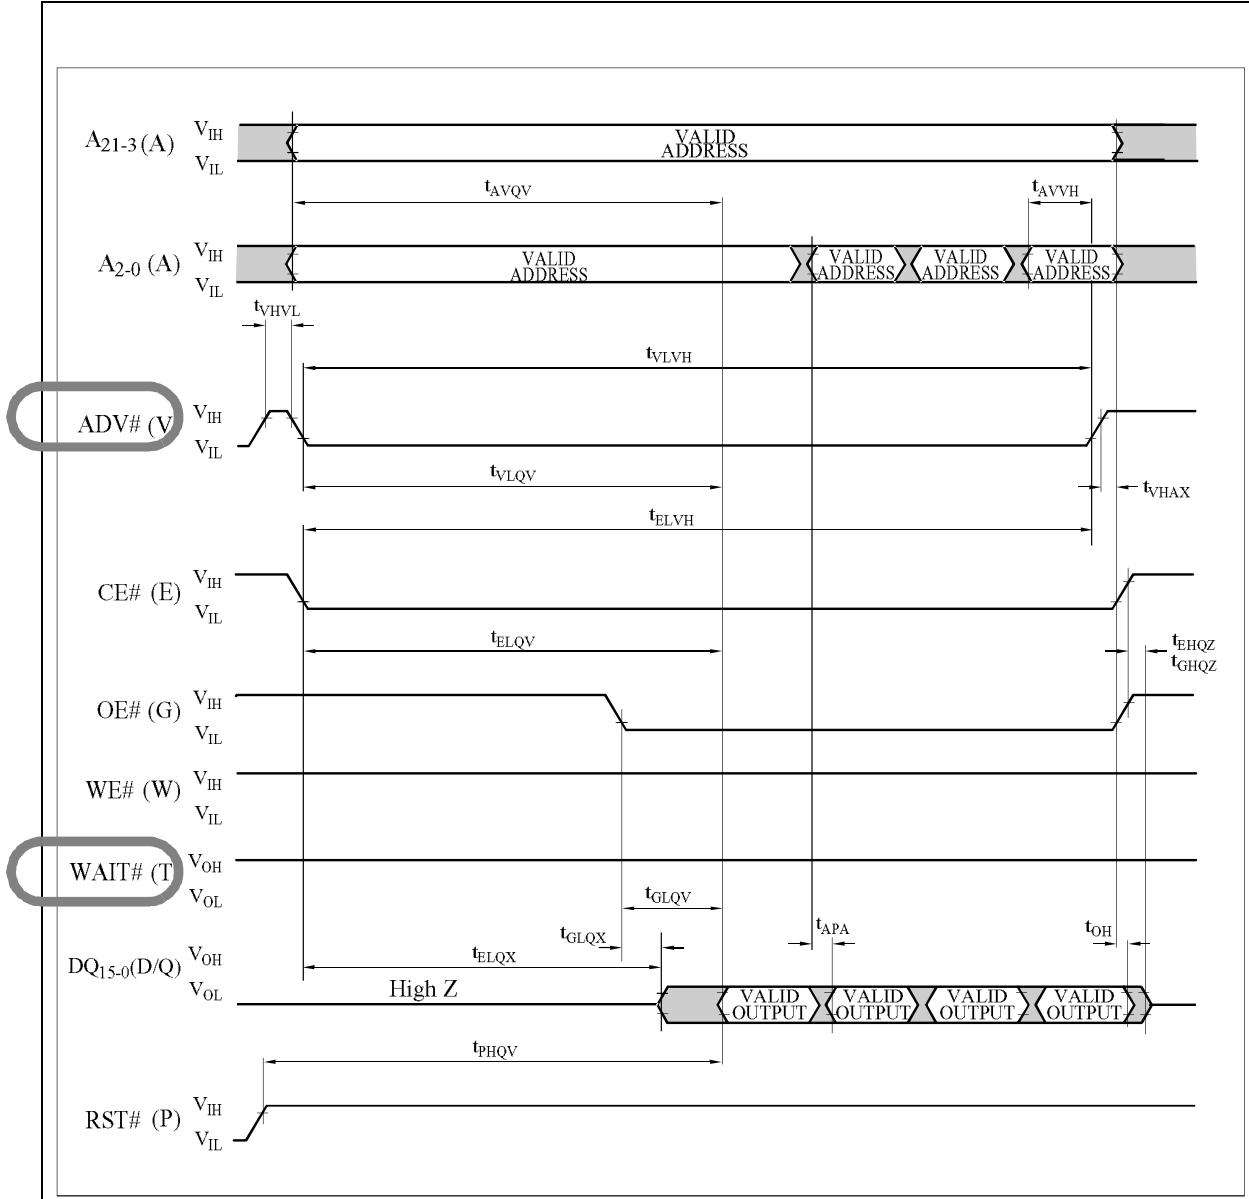 A21-3 (A) VIH
VIL
VALID
ADDRESS
tAVQV
tAVVH
A2-0 (A) VIH
VIL
VALID
ADDRESS
VALID
ADDRESS
VALID
ADDRESS
VALID
ADDRESS
tVHVL
tVLVH
ADV# (V VIH
VIL
tVLQV
tVHAX
tELVH
CE# (E) VIH
VIL
tELQV
tEHQZ
tGHQZ
OE# (G) VIH
VIL
WE# (W) VIH
VIL
WAIT# (T VOH
VOL
tGLQV
tGLQX
tAPA
tOH
tELQX
DQ15-0(D/Q) VOH
VOL
High Z
VALID
OUTPUT
VALID
OUTPUT
VALID
OUTPUT
VALID
OUTPUT
tPHQV
RST# (P) VIH
VIL